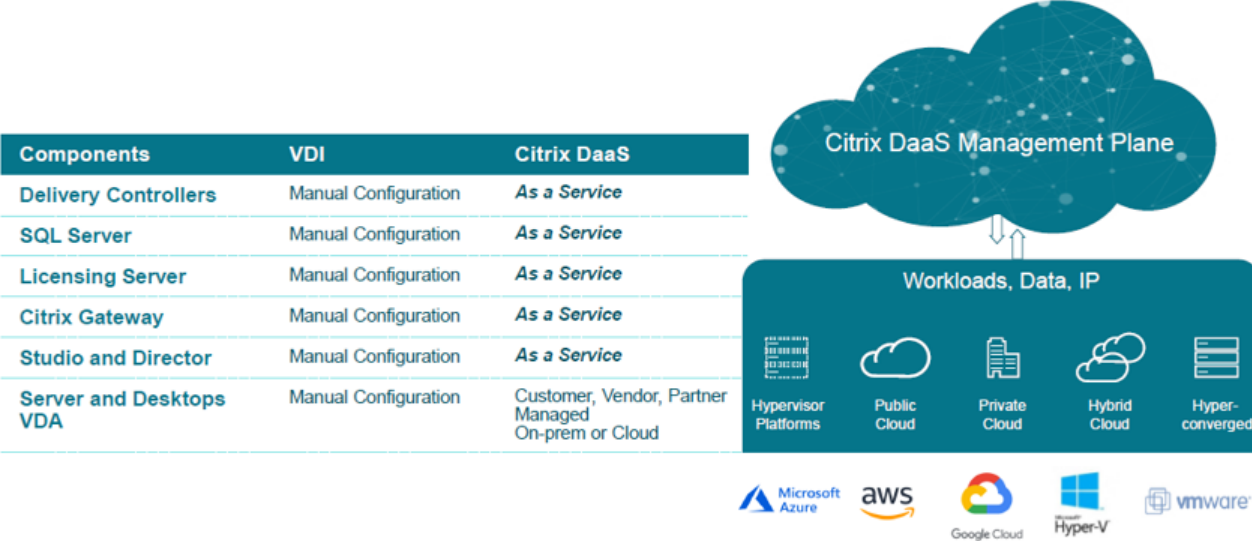 Citrix DaaS Management Plane
Components VDI Citrix DaaS
Delivery Controllers Manual Configuration As a Service
SQL Server Manual Configuration As a Service
Licensing Server Manual Configuration As a Service
Citrix Gateway Manual Configuration As a Service
Studio and Director Manual Configuration As a Service
Server and Desktops VDA Manual Configuration Customer, Vendor, Partner
Managed
On-prem or Cloud
Workloads, Data, IP
Hypervisor
Platforms
Public
Cloud
Private
Cloud
Hybrid
Cloud
Hyper-
converged
Microsoft
Azure
aws
Google Cloud
Microsoft
Hyper-V
vmware